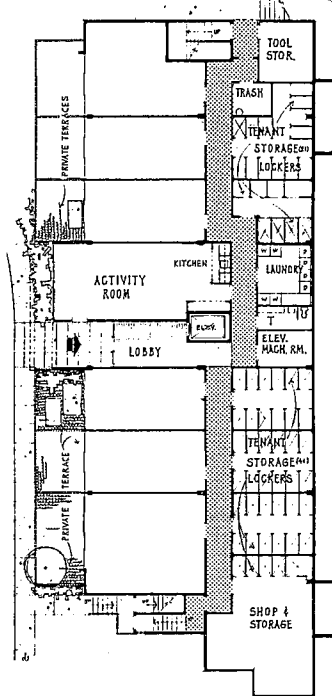 UP
TOOL
STOR.
TRASH
PRIVATE TERRACES
TENANT
STORAGE
LOCKERS
KITCHEN
ACTIVITY
ROOM
LAUNDRY
W W
D
D
D
W W
ELEV.
LOBBY
ELEV.
MACH. RM.
TENANT
STORAGE
LOCKERS
PRIVATE TERRACE
SHOP &
STORAGE